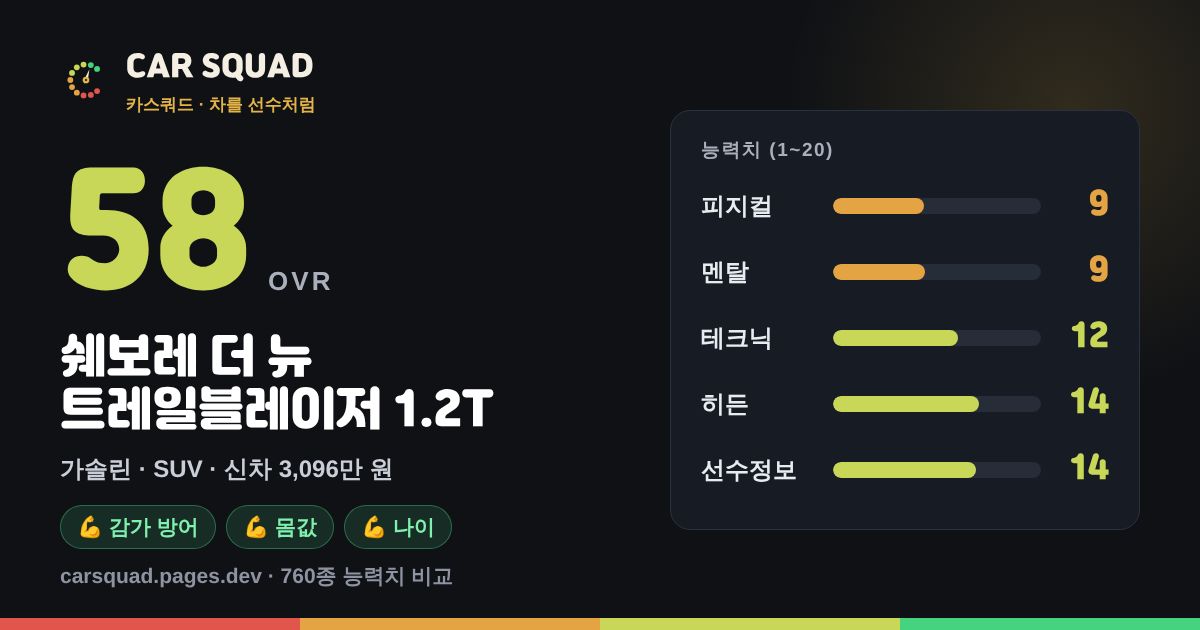 CAR SQUAD
카스쿼드 · 차를 선수처럼
58 OVR
쉐보레 더 뉴
트레일블레이저 1.2T
가솔린 · SUV · 신차 3,096만 원
💪 감가 방어 💪 몸값 💪 나이
carsquad.pages.dev · 760종 능력치 비교
능력치 (1~20)
피지컬 9
멘탈 9
테크닉 12
히든 14
선수정보 14